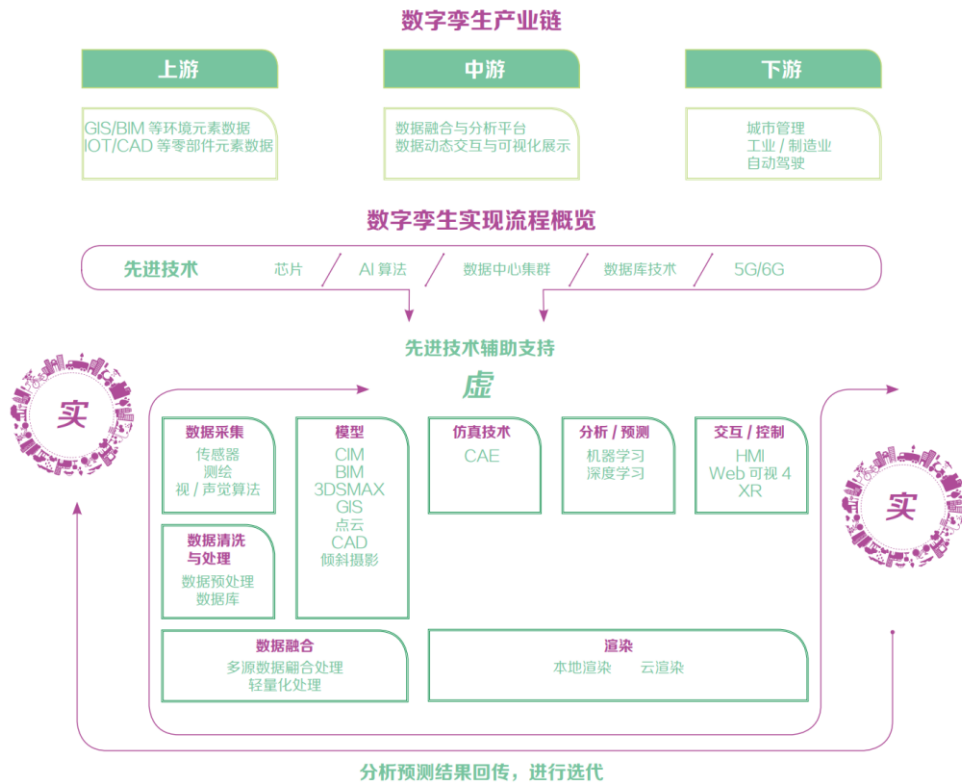 数字孪生产业链
上游
中游
下游
GIS/BIM 等环境元素数据
IOT/CAD 等零部件元素数据
数据融合与分析平台
数据动态交互与可视化展示
城市管理
工业 / 制造业
自动驾驶
数字孪生实现流程概览
先进技术
芯片
AI 算法
数据中心集群
数据库技术
5G/6G
先进技术辅助支持
虚
实
数据采集
传感器
测绘
视 / 声觉算法
模型
CIM
BIM
3DSMAX
GIS
点云
CAD
倾斜摄影
仿真技术
CAE
分析 / 预测
机器学习
深度学习
交互 / 控制
HMI
Web 可视 4
XR
实
数据清洗
与处理
数据预处理
数据库
数据融合
多源数据翩合处理
轻量化处理
渲染
本地渲染
云渲染
分析预测结果回传，进行选代